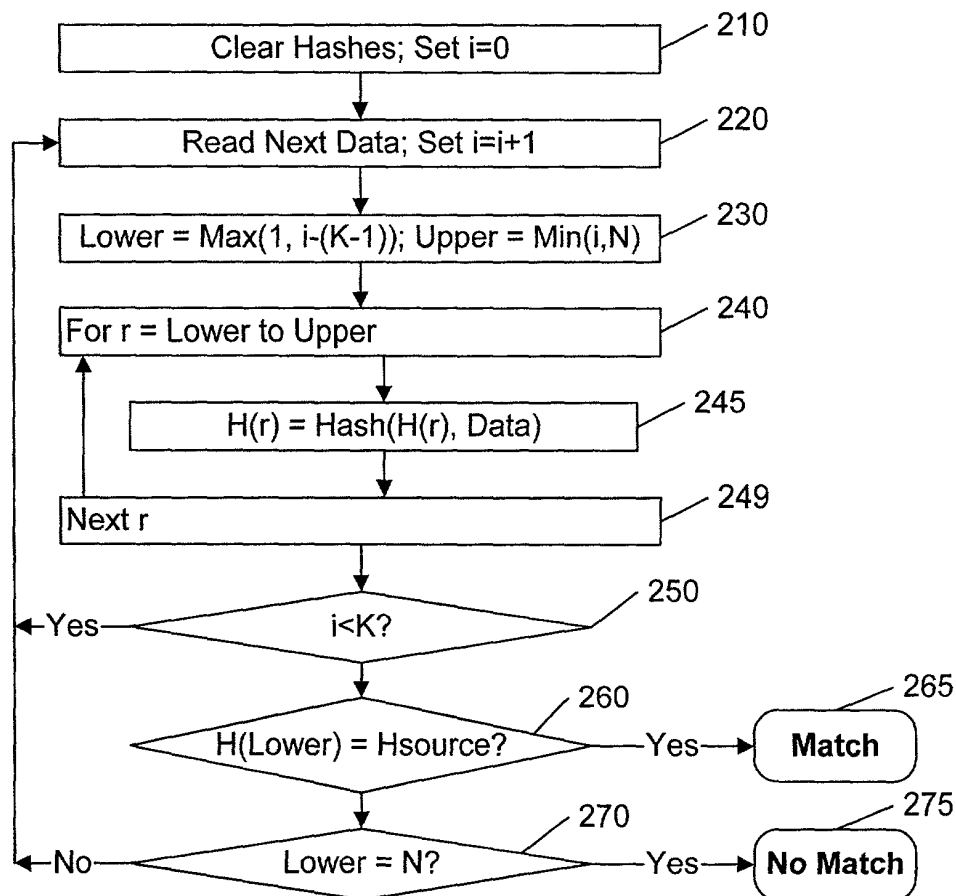 210
Clear Hashes; Set i=0
220
Read Next Data; Set i=i+1
230
Lower = Max(1, i-(K-1)); Upper = Min(i,N)
240
For r = Lower to Upper
245
H(r) = Hash(H(r), Data)
249
Next r
250
Yes
i<K?
260
265
H(Lower) = Hsource?
Yes
Match
270
275
No
Lower = N?
Yes
No Match